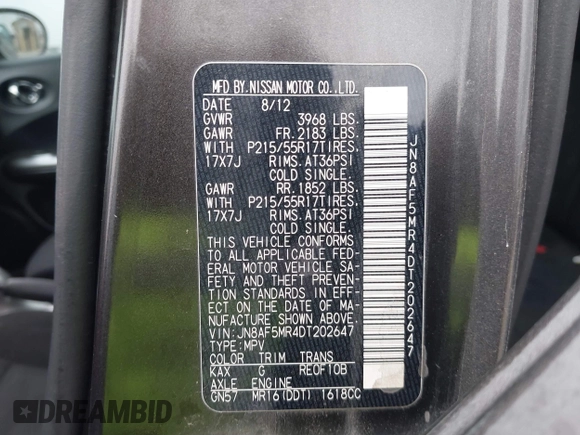 MFD BY.NISSAN MOTOR CO.,LTD.
DATE 8/12
GVWR 3968 LBS.
GAWR FR.2183 LBS.
WITH P215/55R17TIRES.
17X7J RIMS.AT36PSI
COLD SINGLE.
GAWR RR.1852 LBS.
WITH P215/55R17TIRES.
17X7J RIMS.AT36PSI
COLD SINGLE.
THIS VEHICLE CONFORMS
TO ALL APPLICABLE FED-
ERAL MOTOR VEHICLE SA-
FETY AND THEFT PREVEN-
TION STANDARDS IN EFF-
ECT ON THE DATE OF MA-
NUFACTURE SHOWN ABOVE.
VIN:JN8AF5MR4DT202647
TYPE:MPV
COLOR TRIM TRANS
KAX G RE0F10B
AXLE ENGINE
GN57 MR16(DDT) 1618CC
JN8AF5MR4DT202647
AUTOBIDMASTER